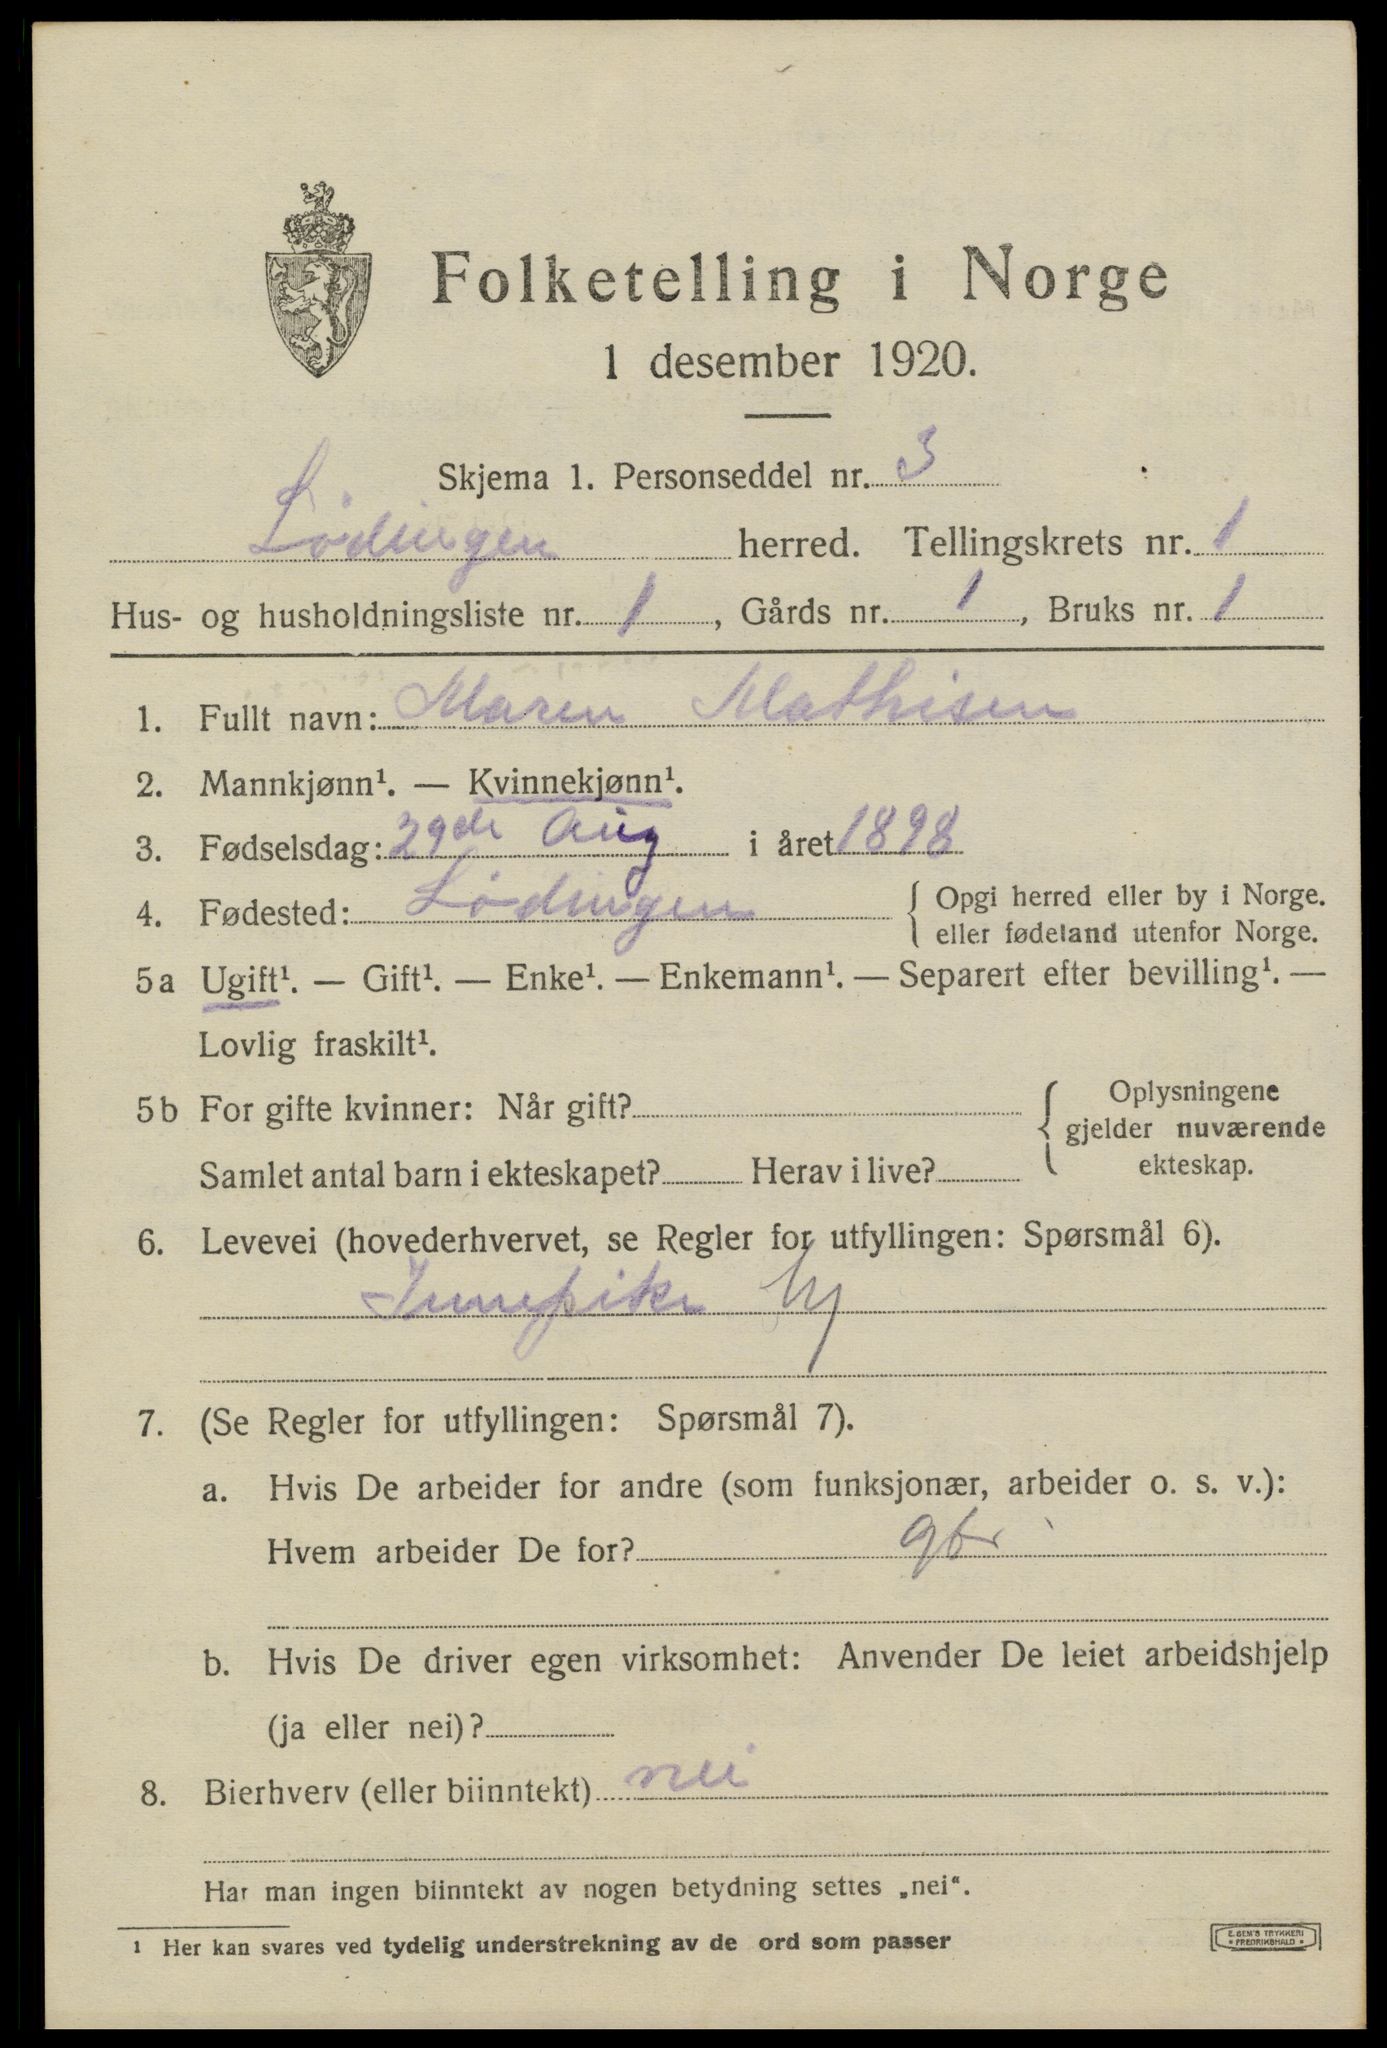 Folketelling i Norge
1 desember 1920.
Skjema 1. Personseddel nr. 3
Lödingen herred. Tellingskrets nr. 1
Hus- og husholdningsliste nr. 1, Gårds nr. 1, Bruks nr. 1
1. Fullt navn: Maren Mathisen
2. Mannkjønn¹. — Kvinnekjønn¹.
3. Fødselsdag: 29de Aug i året 1898
4. Fødested: Lödingen { Opgi herred eller by i Norge.
eller fødeland utenfor Norge.
5a Ugift¹. — Gift¹. — Enke¹. — Enkemann¹. — Separert efter bevilling¹. —
Lovlig fraskilt¹.
5b For gifte kvinner: Når gift? { Oplysningene
gjelder nuværende
Samlet antal barn i ekteskapet? Herav i live? ekteskap.
6. Levevei (hovederhvervet, se Regler for utfyllingen: Spørsmål 6).
Innepike
7. (Se Regler for utfyllingen: Spørsmål 7).
a. Hvis De arbeider for andre (som funksjonær, arbeider o. s. v.):
Hvem arbeider De for? gbr
b. Hvis De driver egen virksomhet: Anvender De leiet arbeidshjelp
(ja eller nei)?
8. Bierhverv (eller biinntekt) nei
Har man ingen biinntekt av nogen betydning settes „nei“.
1 Her kan svares ved tydelig understrekning av de ord som passer
E. SEM'S TRYKKERI
* FREDRIKSHALD *